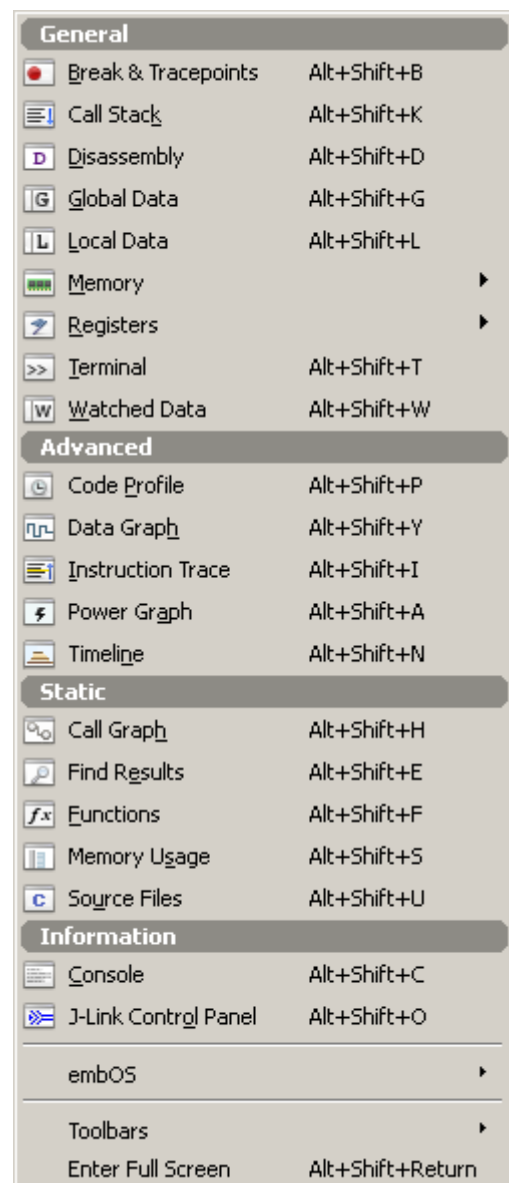 General
Break & Tracepoints Alt+Shift+B
Call Stack Alt+Shift+K
D Disassembly Alt+Shift+D
G Global Data Alt+Shift+G
L Local Data Alt+Shift+L
Memory
Registers
>> Terminal Alt+Shift+T
W Watched Data Alt+Shift+W
Advanced
Code Profile Alt+Shift+P
Data Graph Alt+Shift+Y
Instruction Trace Alt+Shift+I
Power Graph Alt+Shift+A
Timeline Alt+Shift+N
Static
Call Graph Alt+Shift+H
Find Results Alt+Shift+E
fx Functions Alt+Shift+F
Memory Usage Alt+Shift+S
C Source Files Alt+Shift+U
Information
Console Alt+Shift+C
J-Link Control Panel Alt+Shift+O
embOS
Toolbars
Enter Full Screen Alt+Shift+Return